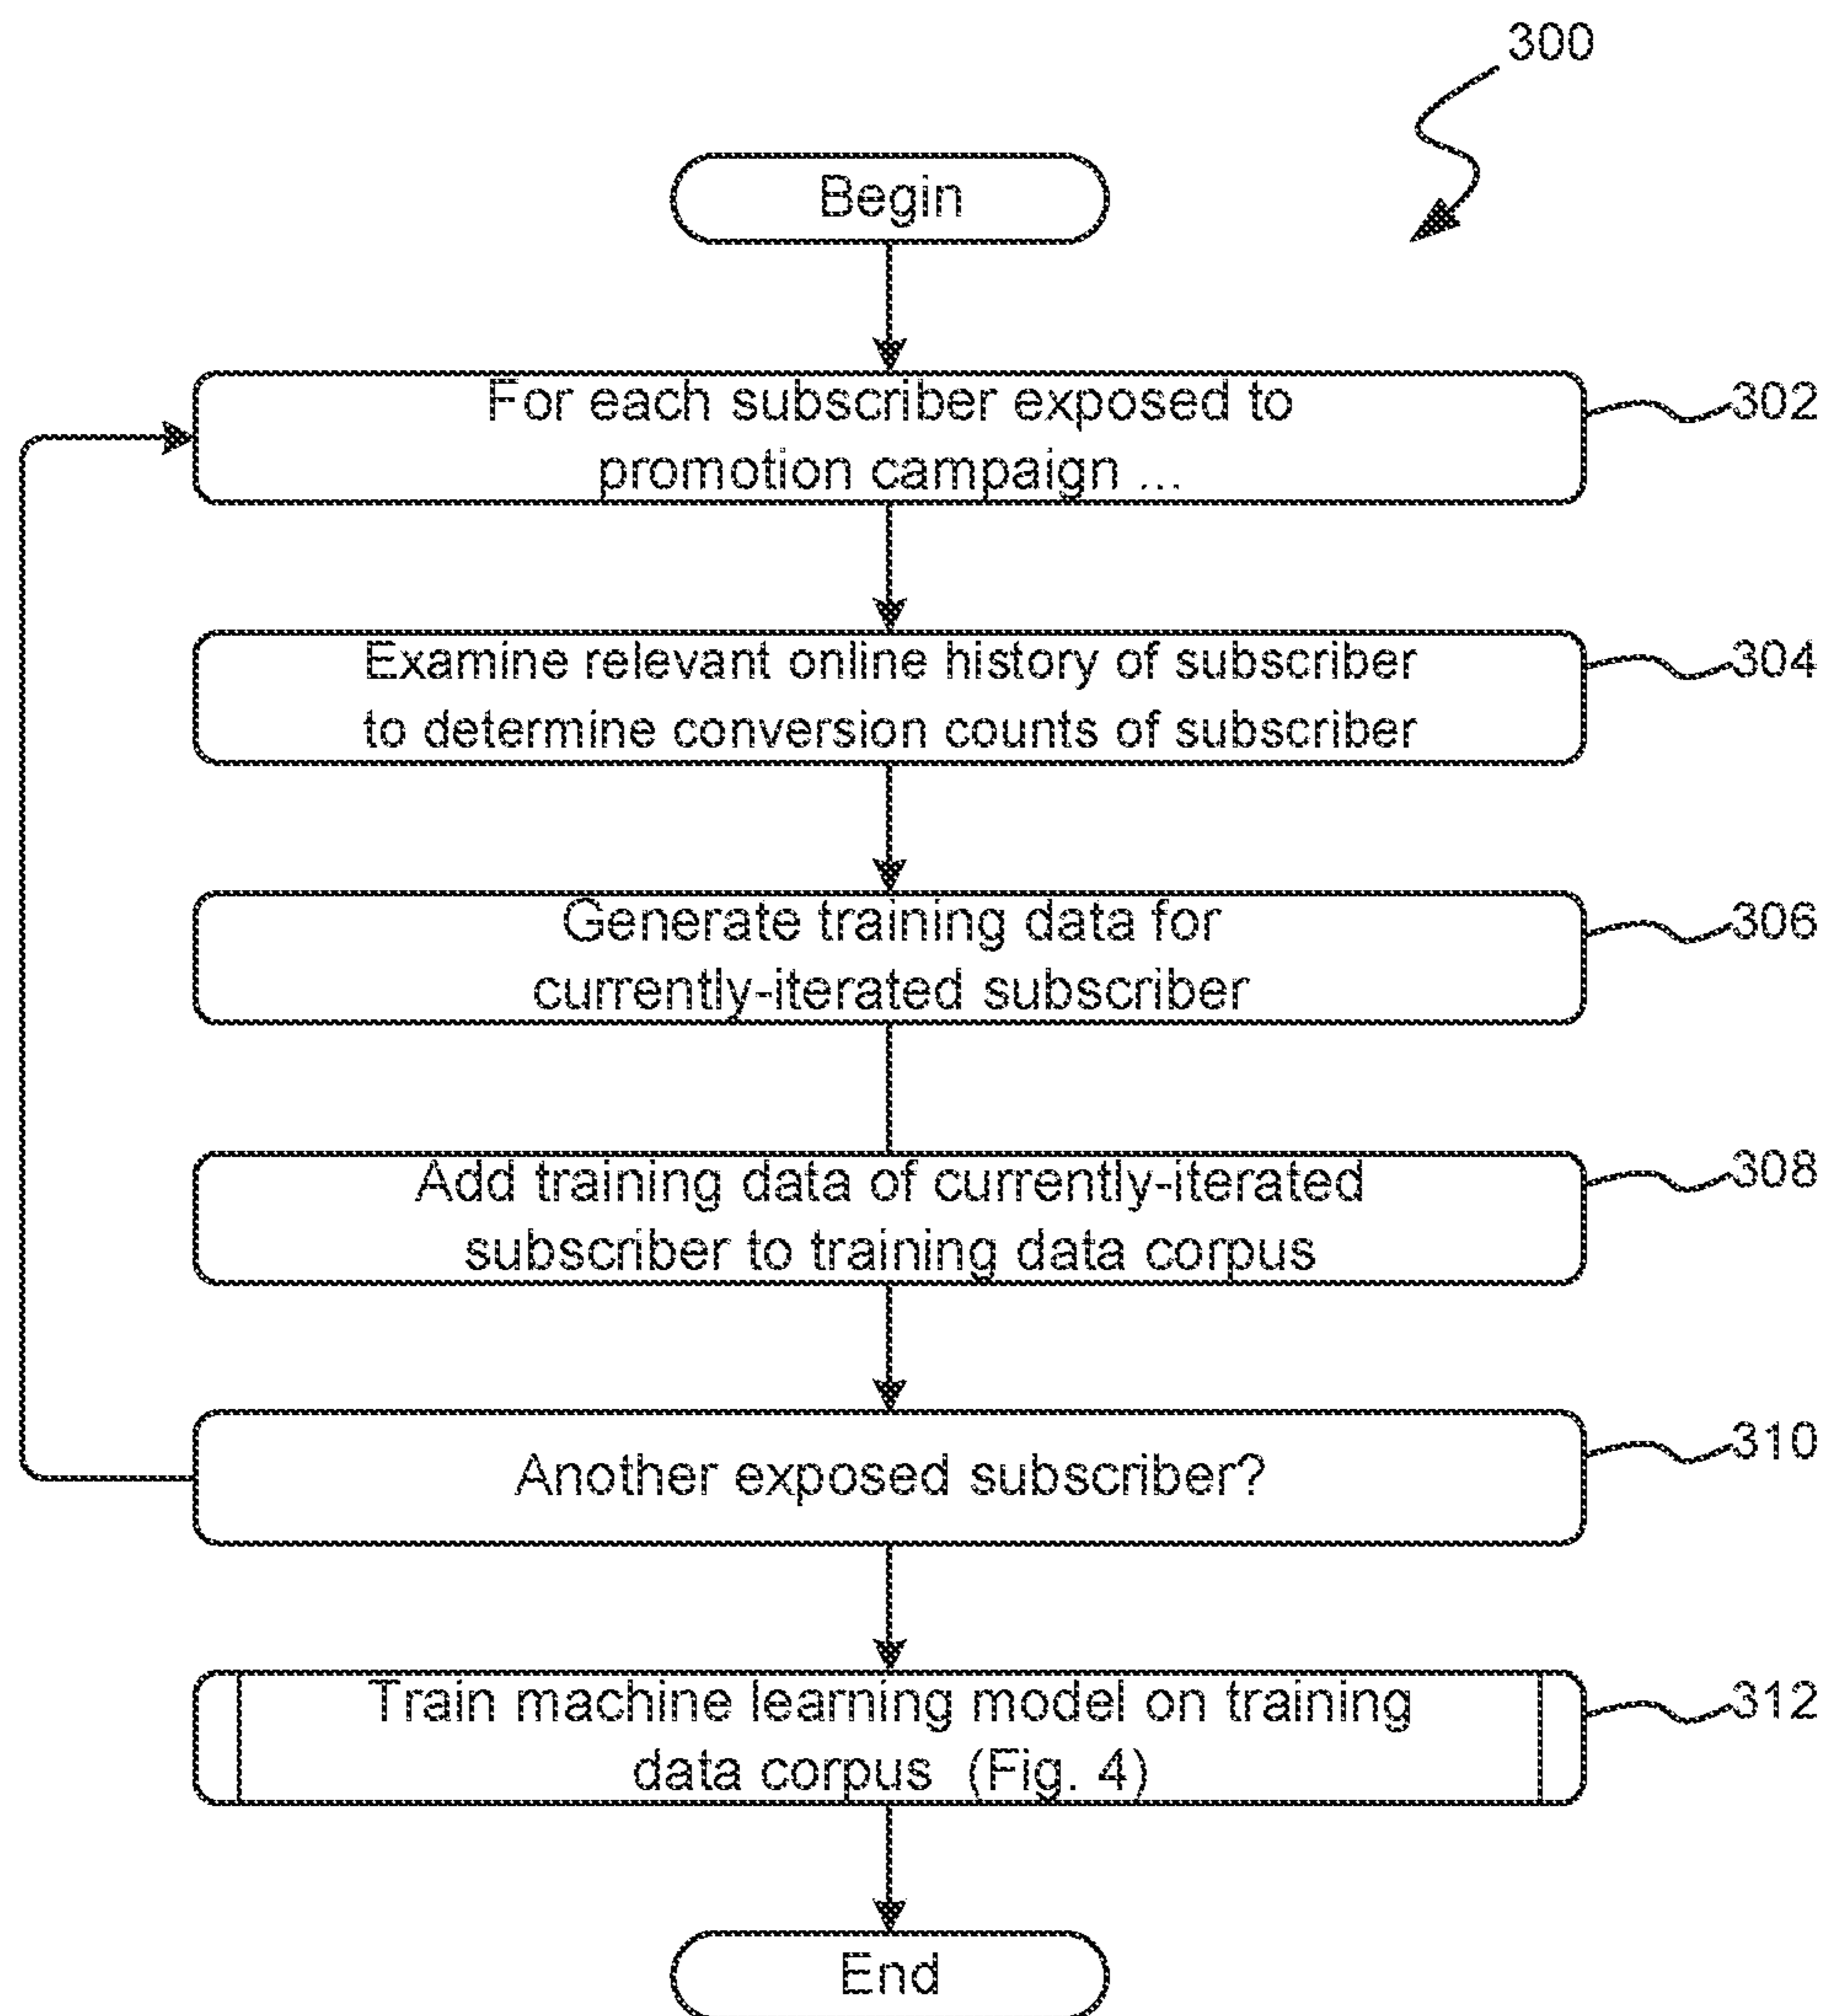 300
Begin
For each subscriber exposed to
promotion campaign ...
302
Examine relevant online history of subscriber
to determine conversion counts of subscriber
304
Generate training data for
currently-iterated subscriber
306
Add training data of currently-iterated
subscriber to training data corpus
308
Another exposed subscriber?
310
Train machine learning model on training
data corpus (Fig. 4)
312
End